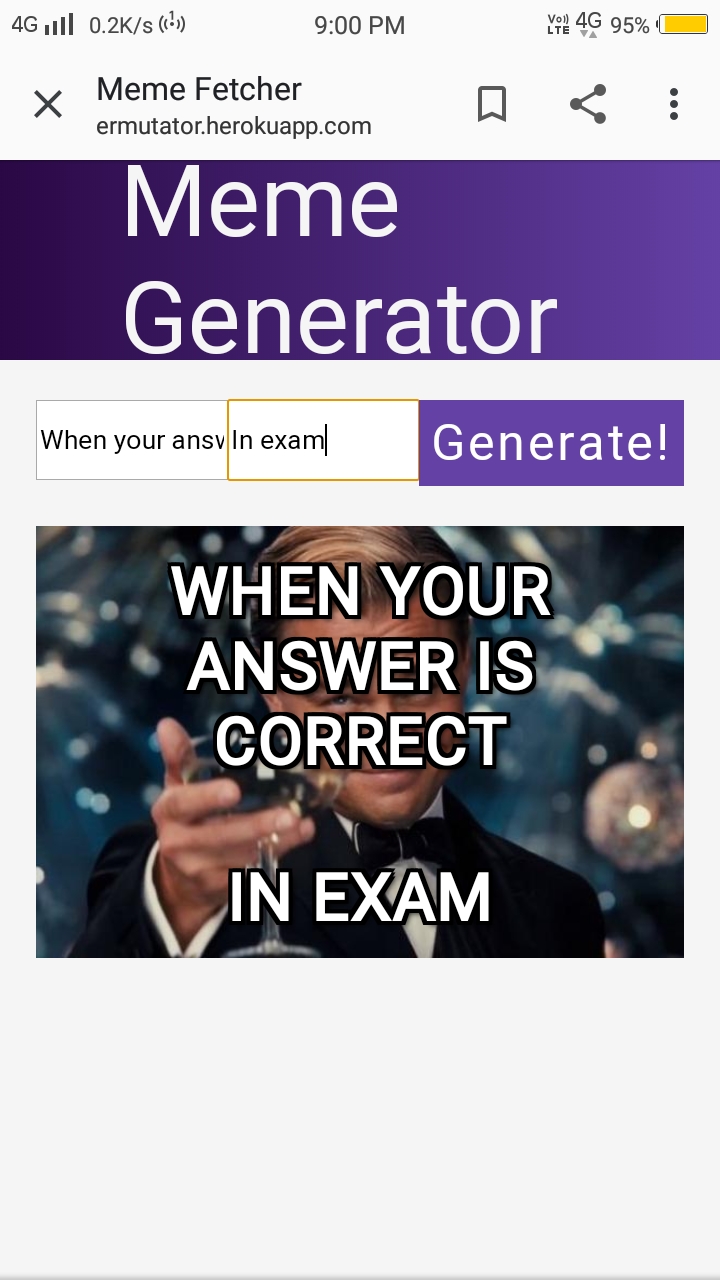 4G 0.2K/s 1 9:00 PM Vo)) LTE 4G 95%
Meme Fetcher
ermutator.herokuapp.com
Meme
Generator
When your answ In exam Generate!
WHEN YOUR
ANSWER IS
CORRECT
IN EXAM